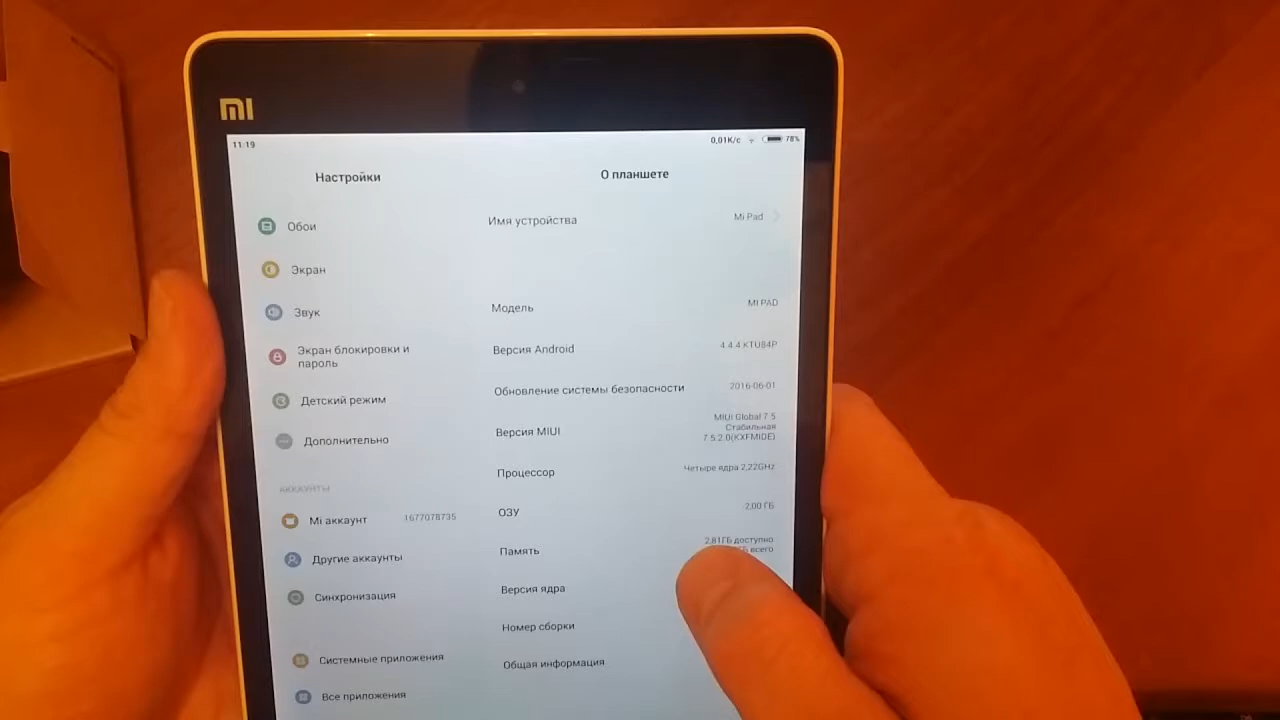 mi
11:19
0,01K/c
78%
Настройки
О планшете
Обои
Экран
Звук
Экран блокировки и
пароль
Детский режим
Дополнительно
АККАУНТЫ
Mi аккаунт 1677078735
Другие аккаунты
Синхронизация
Системные приложения
Все приложения
Имя устройства Mi Pad
Модель MI PAD
Версия Android 4.4.4 KTU84P
Обновление системы безопасности 2016-06-01
Версия MIUI
MIUI Global 7.5
Стабильная
7.5.2.0(KXFMIDE)
Процессор Четыре ядра 2,22GHz
ОЗУ 2,00 ГБ
Память
2,81ГБ доступно
всего
Версия ядра
Номер сборки
Общая информация